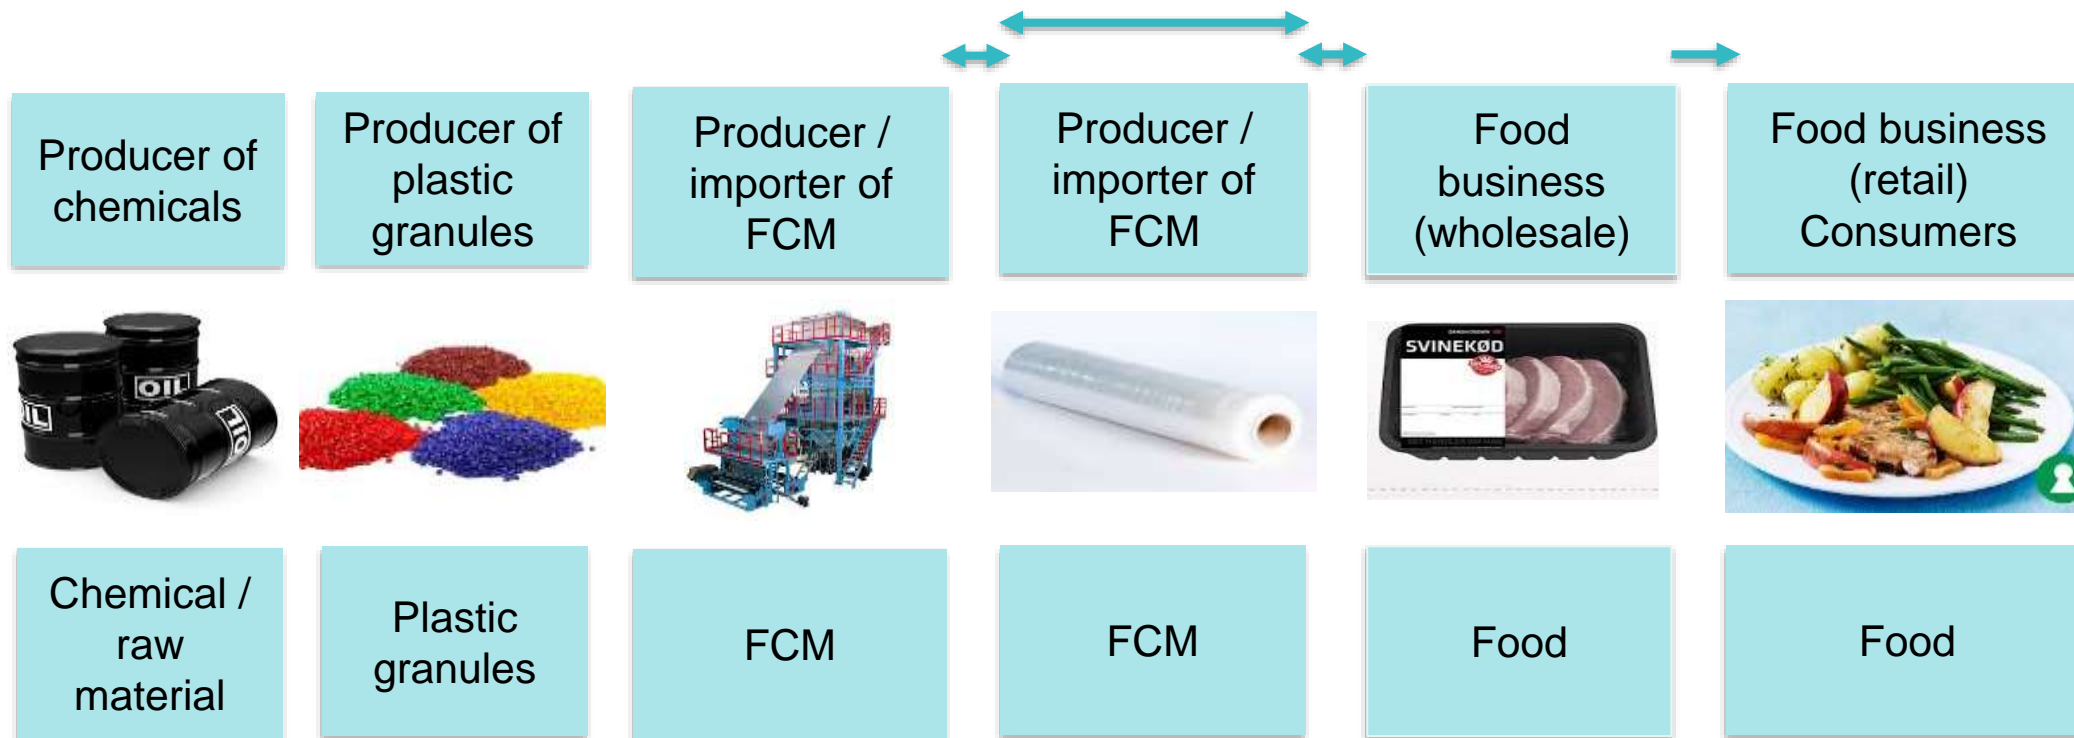 Producer of
chemicals
Producer of
plastic
granules
Producer /
importer of
FCM
Producer /
importer of
FCM
Food
business
(wholesale)
Food business
(retail)
Consumers
OIL
OIL
OIL
SVINEKØD
Chemical /
raw
material
Plastic
granules
FCM
FCM
Food
Food